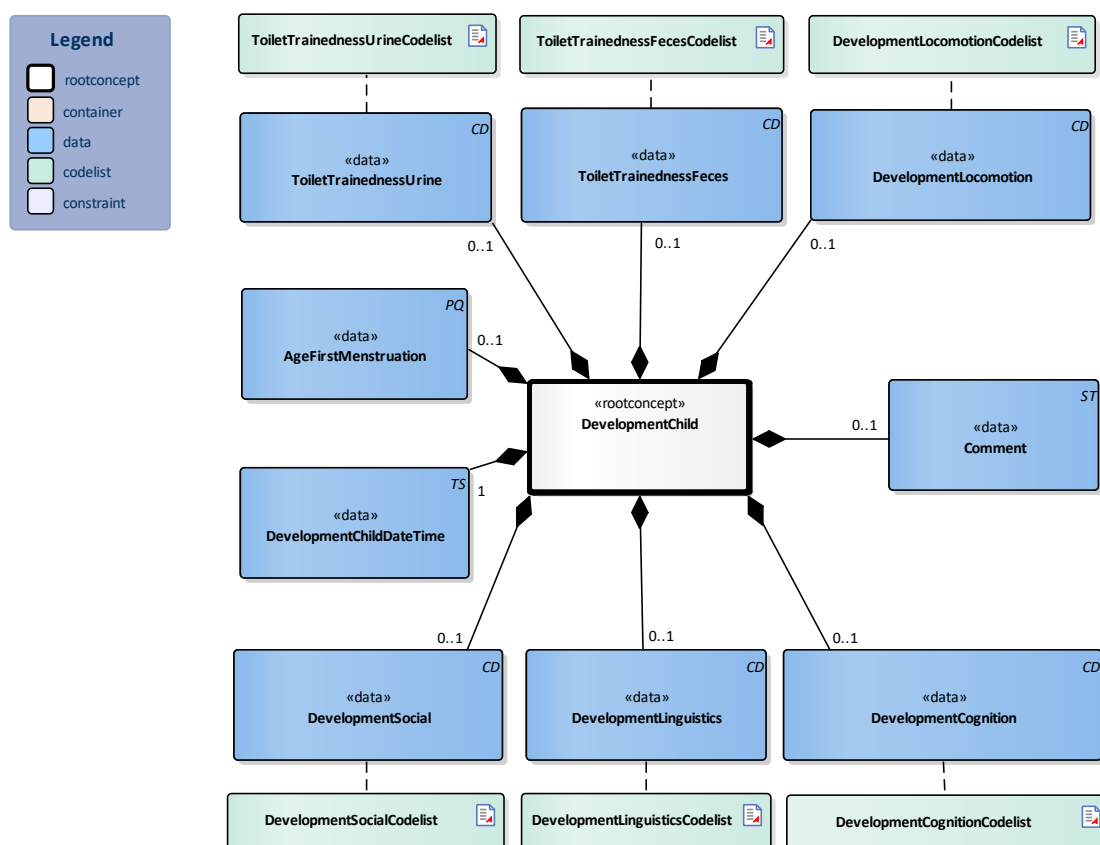 Legend
rootconcept
container
data
codelist
constraint
ToiletTrainednessUrineCodelist
ToiletTrainednessFecesCodelist
DevelopmentLocomotionCodelist
CD
«data»
ToiletTrainednessUrine
CD
«data»
ToiletTrainednessFeces
CD
«data»
DevelopmentLocomotion
0..1
0..1
0..1
PQ
«data»
AgeFirstMenstruation
0..1
«rootconcept»
DevelopmentChild
ST
«data»
Comment
0..1
TS
«data»
DevelopmentChildDateTime
1
0..1
0..1
0..1
CD
«data»
DevelopmentSocial
CD
«data»
DevelopmentLinguistics
CD
«data»
DevelopmentCognition
DevelopmentSocialCodelist
DevelopmentLinguisticsCodelist
DevelopmentCognitionCodelist